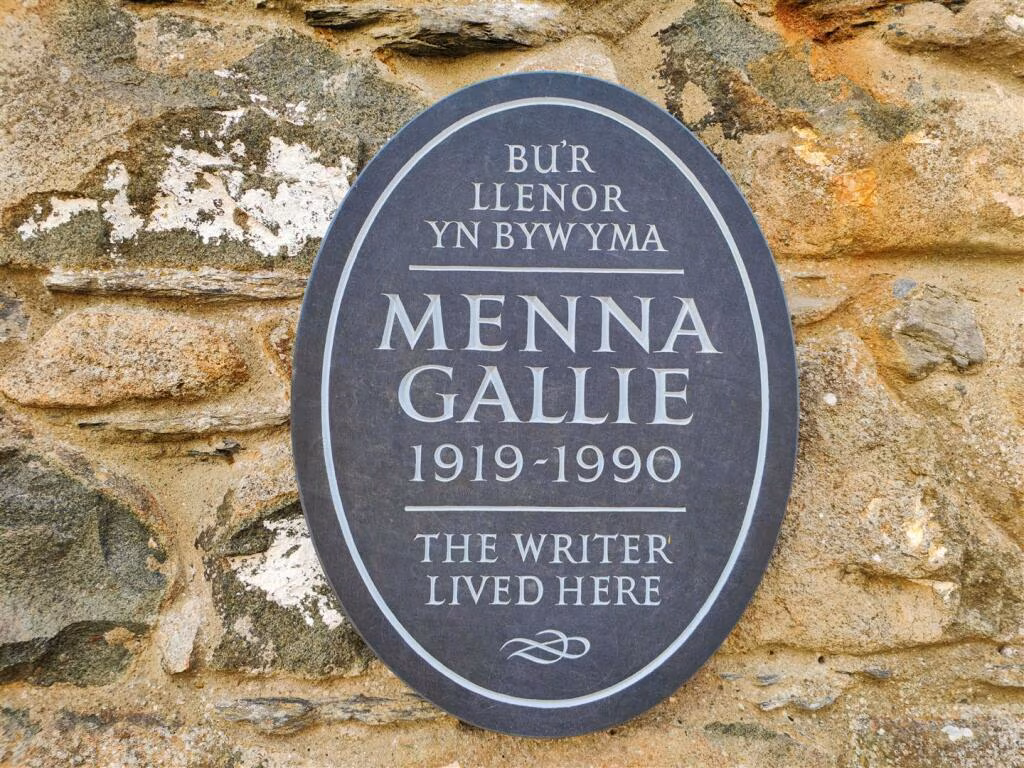 BU'R
LLENOR
YN BYW YMA
MENNA
GALLIE
1919-1990
THE WRITER
LIVED HERE